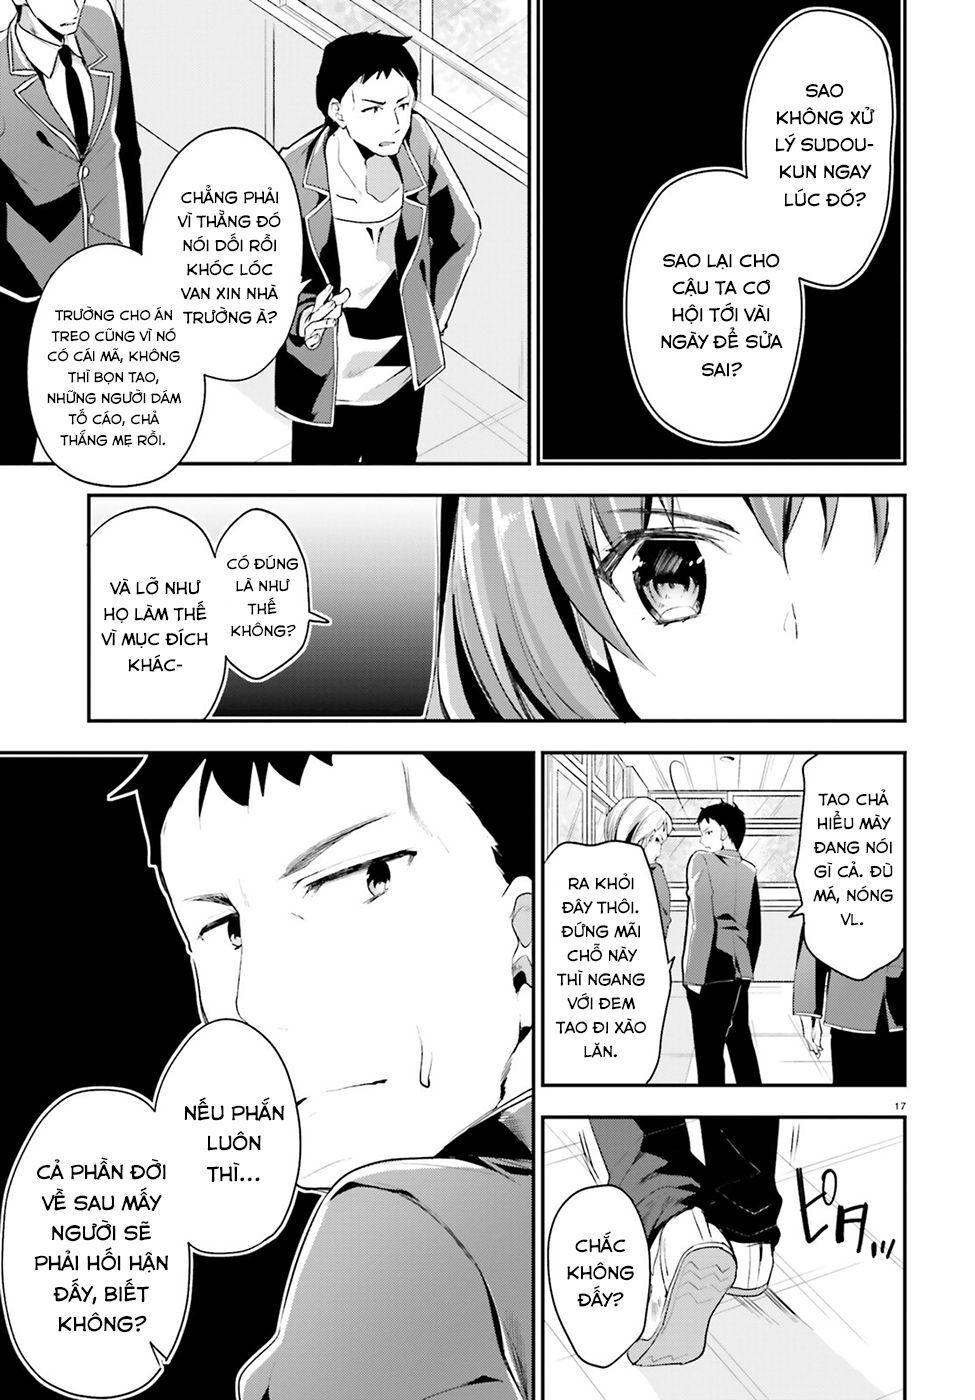 SAO
KHÔNG XỬ
LÝ SUDOU-
KUN NGAY
LÚC ĐÓ?
SAO LẠI CHO
CẬU TA CƠ
HỘI TỚI VÀI
NGÀY ĐỂ SỬA
SAI?
CHẲNG PHẢI
VÌ THẰNG ĐÓ
NÓI DỐI RỒI
KHÓC LÓC
VAN XIN NHÀ
TRƯỜNG À?
TRƯỜNG CHO ÁN
TREO CŨNG VÌ NÓ
CÓ CÁI MÃ, KHÔNG
THÌ BỌN TAO,
NHỮNG NGƯỜI DÁM
TỐ CÁO, CHẢ
THẮNG MẸ RỒI.
CÓ ĐÚNG
LÀ NHƯ
THẾ
KHÔNG?
VÀ LỠ NHƯ
HỌ LÀM THẾ
VÌ MỤC ĐÍCH
KHÁC-
TAO CHẢ
HIỂU MÀY
ĐANG NÓI
GÌ CẢ. ĐÙ
MÁ, NÓNG
VL.
RA KHỎI
ĐÂY THÔI.
ĐỨNG MÃI
CHỖ NÀY
THÌ NGANG
VỚI ĐEM
TAO ĐI XÀO
LĂN.
17
CHẮC
KHÔNG
ĐẤY?
ピタ...
NẾU PHẮN
LUÔN
THÌ...
CẢ PHẦN ĐỜI
VỀ SAU MẤY
NGƯỜI SẼ
PHẢI HỐI HẬN
ĐẤY, BIẾT
KHÔNG?